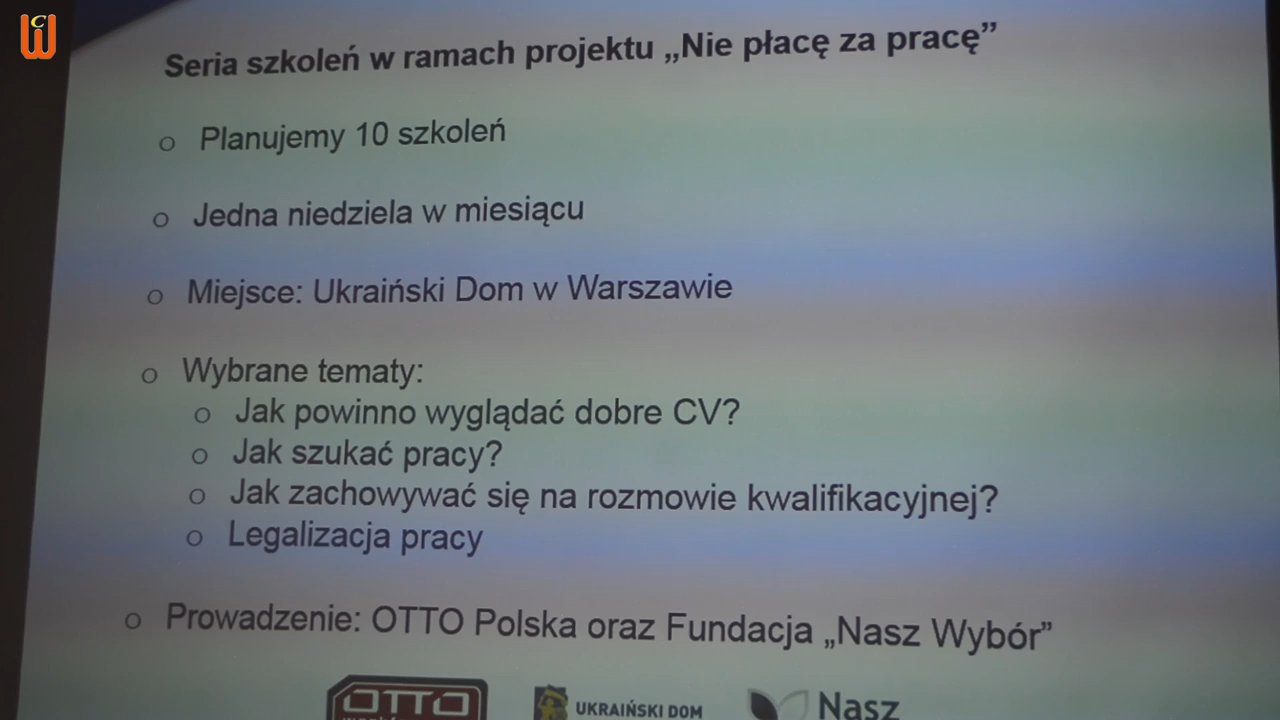 Seria szkoleń w ramach projektu „Nie płacę za pracę”
o Planujemy 10 szkoleń
o Jedna niedziela w miesiącu
o Miejsce: Ukraiński Dom w Warszawie
o Wybrane tematy:
o Jak powinno wyglądać dobre CV?
o Jak szukać pracy?
o Jak zachowywać się na rozmowie kwalifikacyjnej?
o Legalizacja pracy
o Prowadzenie: OTTO Polska oraz Fundacja „Nasz Wybór”
OTTO
UKRAIŃSKI DOM
Nasz